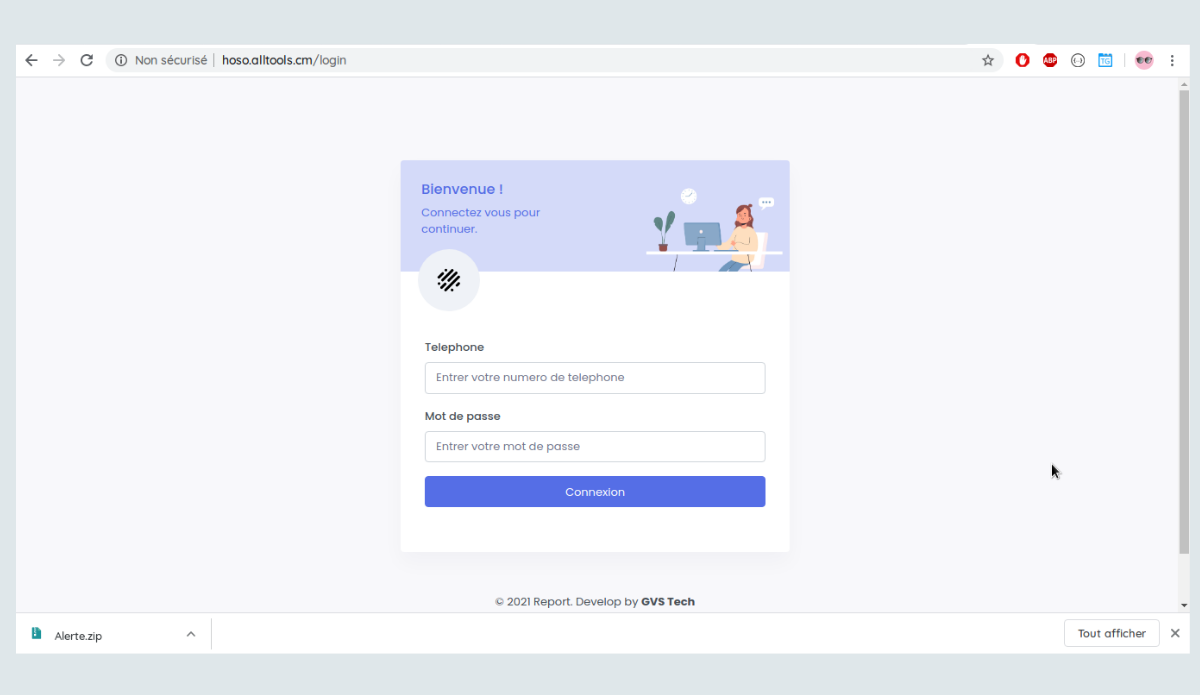 Non sécurisé | hoso.alltools.cm/login
ABP
TG
Bienvenue !
Connectez vous pour
continuer.
Telephone
Entrer votre numero de telephone
Mot de passe
Entrer votre mot de passe
Connexion
© 2021 Report. Develop by GVS Tech
Alerte.zip
Tout afficher